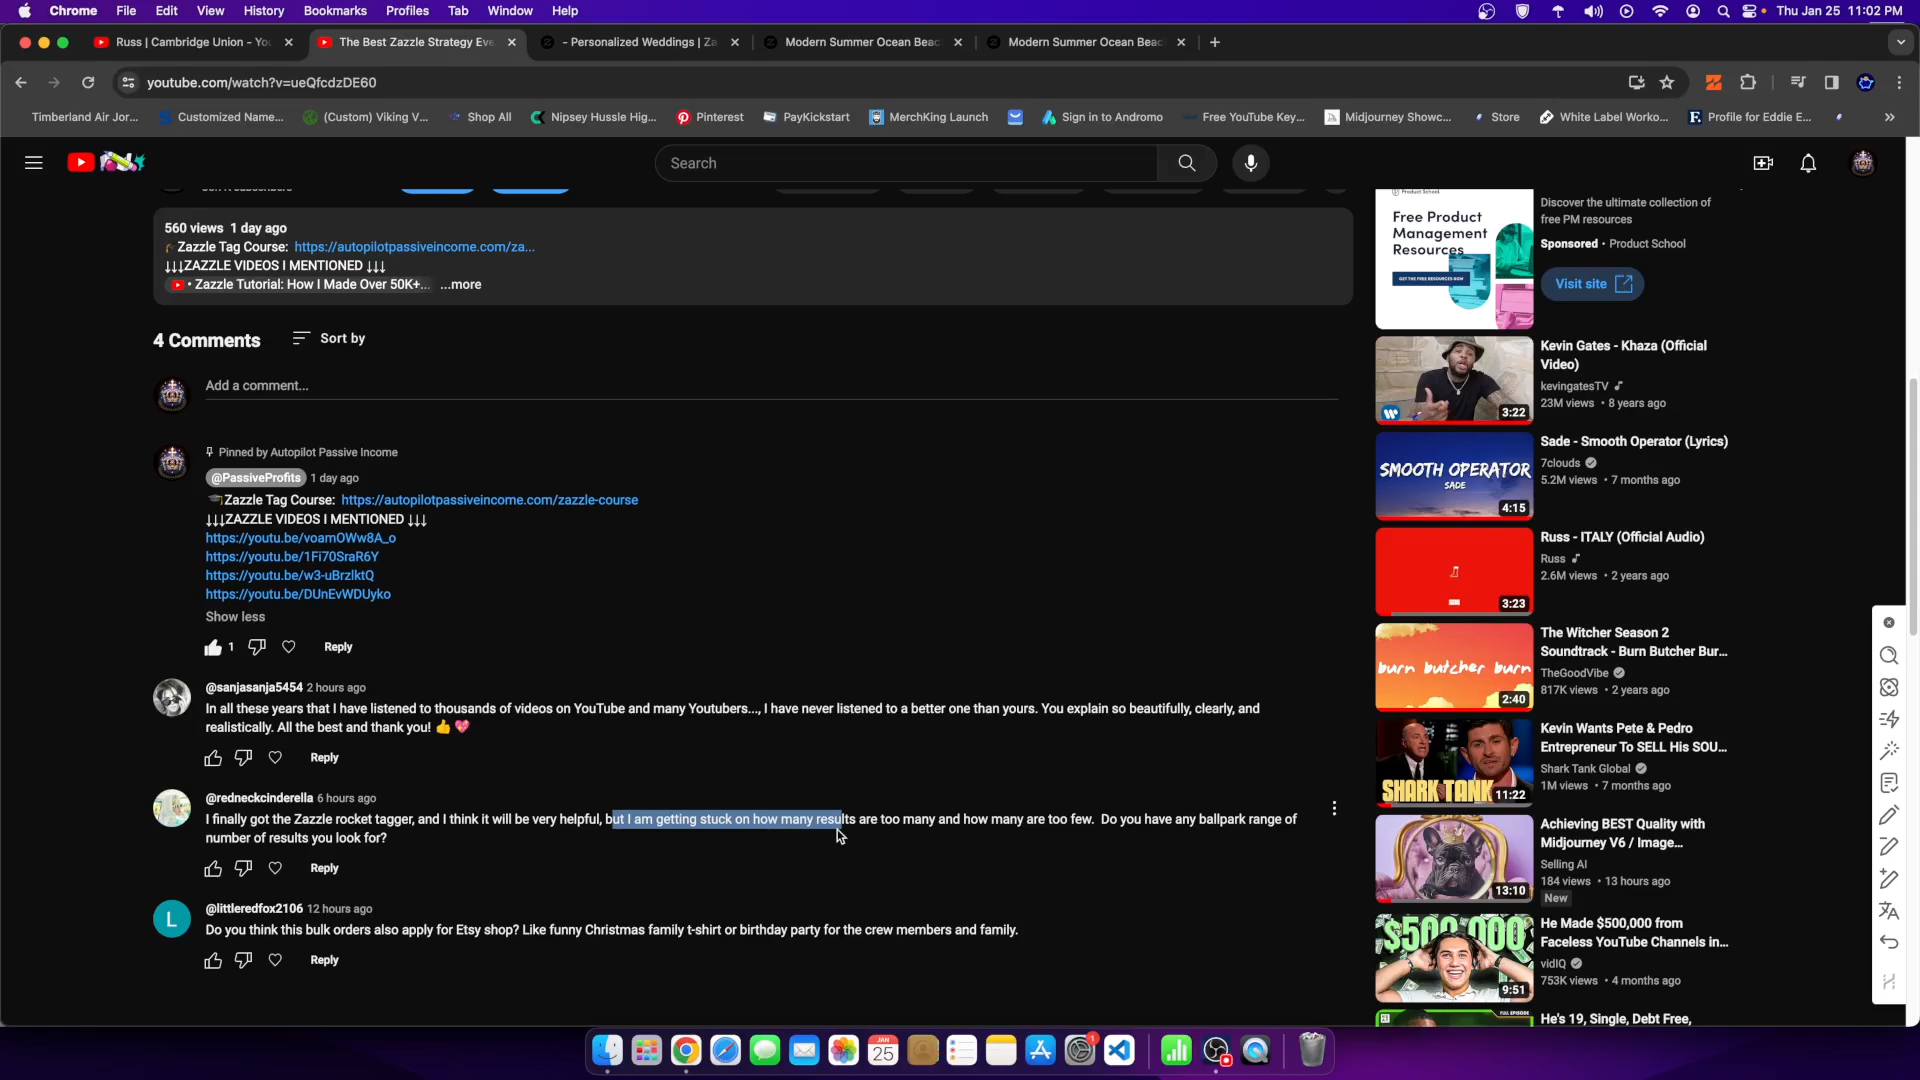 Chrome File Edit View History Bookmarks Profiles Tab Window Help
Thu Jan 25 11:02 PM
Russ | Cambridge Union - Yo
The Best Zazzle Strategy Eve
- Personalized Weddings | Za
Modern Summer Ocean Beac
Modern Summer Ocean Beac
youtube.com/watch?v=ueQfcdzDE60
Timberland Air Jor...
Customized Name...
(Custom) Viking V...
Shop All
Nipsey Hussle Hig...
Pinterest
PayKickstart
MerchKing Launch
Sign in to Andromo
Free YouTube Key...
Midjourney Showc...
Store
White Label Worko...
Profile for Eddie E...
Search
560 views 1 day ago
Zazzle Tag Course: https://autopilotpassiveincome.com/za...
↓↓↓ZAZZLE VIDEOS I MENTIONED ↓↓↓
• Zazzle Tutorial: How I Made Over 50K+... ...more
4 Comments
Sort by
Add a comment...
Pinned by Autopilot Passive Income
@PassiveProfits 1 day ago
🎓Zazzle Tag Course: https://autopilotpassiveincome.com/zazzle-course
↓↓↓ZAZZLE VIDEOS I MENTIONED ↓↓↓
https://youtu.be/voamOWw8A_o
https://youtu.be/1Fi70SraR6Y
https://youtu.be/w3-uBrzlktQ
https://youtu.be/DUnEvWDUyko
Show less
1 Reply
@sanjasanja5454 2 hours ago
In all these years that I have listened to thousands of videos on YouTube and many Youtubers..., I have never listened to a better one than yours. You explain so beautifully, clearly, and
realistically. All the best and thank you! 👍 💖
Reply
@redneckcinderella 6 hours ago
I finally got the Zazzle rocket tagger, and I think it will be very helpful, but I am getting stuck on how many results are too many and how many are too few. Do you have any ballpark range of
number of results you look for?
Reply
L
@littleredfox2106 12 hours ago
Do you think this bulk orders also apply for Etsy shop? Like funny Christmas family t-shirt or birthday party for the crew members and family.
Reply
Product School
Free Product
Management
Resources
GET THE FREE RESOURCES NOW
Discover the ultimate collection of
free PM resources
Sponsored • Product School
Visit site
Kevin Gates - Khaza (Official
Video)
kevingatesTV
23M views • 8 years ago
3:22
SMOOTH OPERATOR
SADE
4:15
Sade - Smooth Operator (Lyrics)
7clouds
5.2M views • 7 months ago
Russ - ITALY (Official Audio)
Russ
2.6M views • 2 years ago
3:23
burn butcher burn
2:40
The Witcher Season 2
Soundtrack - Burn Butcher Bur...
TheGoodVibe
817K views • 2 years ago
SHARK TANK
11:22
Kevin Wants Pete & Pedro
Entrepreneur To SELL His SOU...
Shark Tank Global
1M views • 7 months ago
13:10
Achieving BEST Quality with
Midjourney V6 / Image...
Selling AI
184 views • 13 hours ago
New
$500,000
9:51
He Made $500,000 from
Faceless YouTube Channels in...
vidIQ
753K views • 4 months ago
FULL EPISODE
He's 19, Single, Debt Free,
JAN
25
1